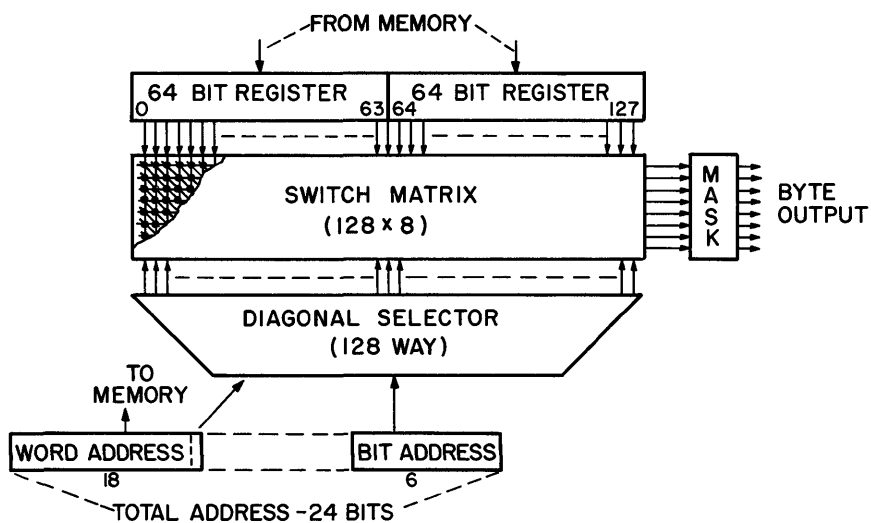 FROM MEMORY
64 BIT REGISTER
64 BIT REGISTER
0
63
64
127
SWITCH MATRIX
(128 × 8)
MASK
BYTE
OUTPUT
DIAGONAL SELECTOR
(128 WAY)
TO
MEMORY
WORD ADDRESS
BIT ADDRESS
18
6
TOTAL ADDRESS - 24 BITS